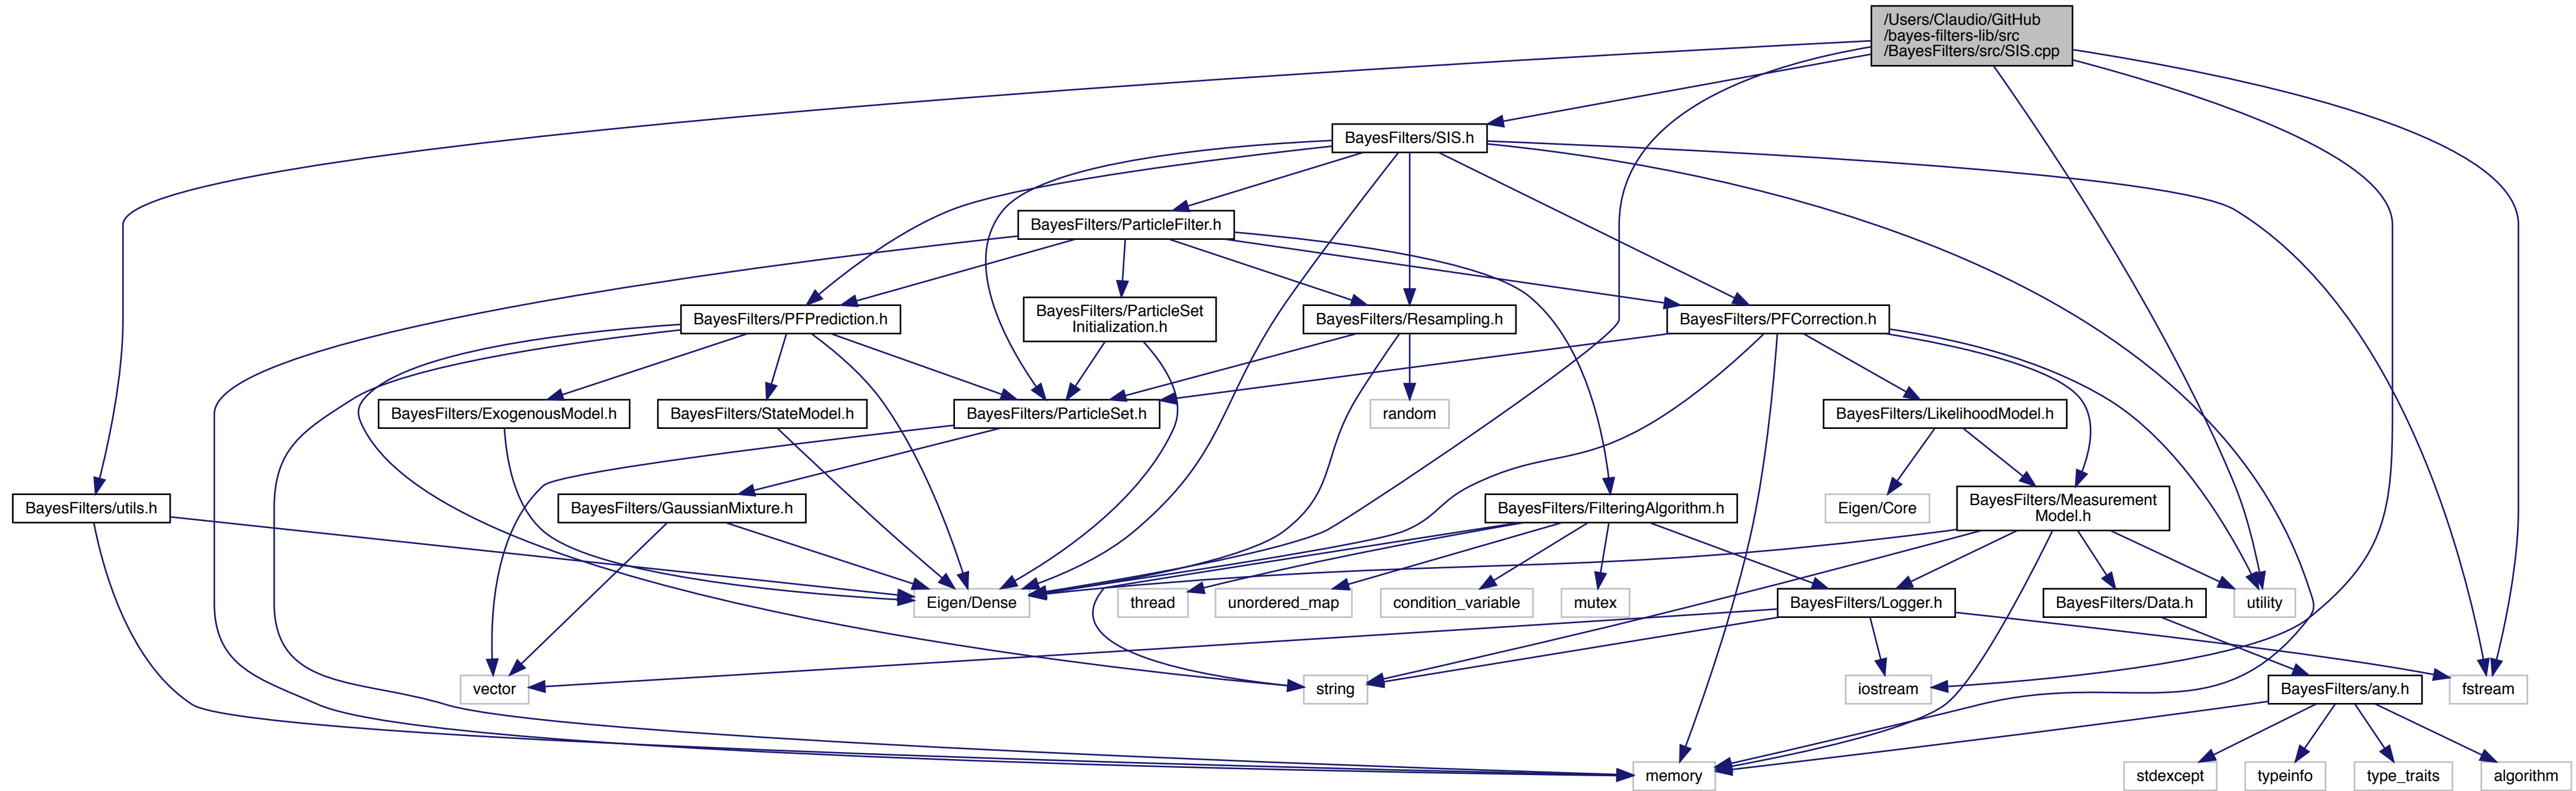 /Users/Claudio/GitHub
/bayes-filters-lib/src
/BayesFilters/src/SIS.cpp
BayesFilters/SIS.h
BayesFilters/ParticleFilter.h
BayesFilters/PFPrediction.h
BayesFilters/ParticleSet
Initialization.h
BayesFilters/Resampling.h
BayesFilters/PFCorrection.h
BayesFilters/ExogenousModel.h
BayesFilters/StateModel.h
BayesFilters/ParticleSet.h
random
BayesFilters/LikelihoodModel.h
BayesFilters/utils.h
BayesFilters/GaussianMixture.h
BayesFilters/FilteringAlgorithm.h
Eigen/Core
BayesFilters/Measurement
Model.h
Eigen/Dense
thread
unordered_map
condition_variable
mutex
BayesFilters/Logger.h
BayesFilters/Data.h
utility
vector
string
iostream
BayesFilters/any.h
fstream
memory
stdexcept
typeinfo
type_traits
algorithm